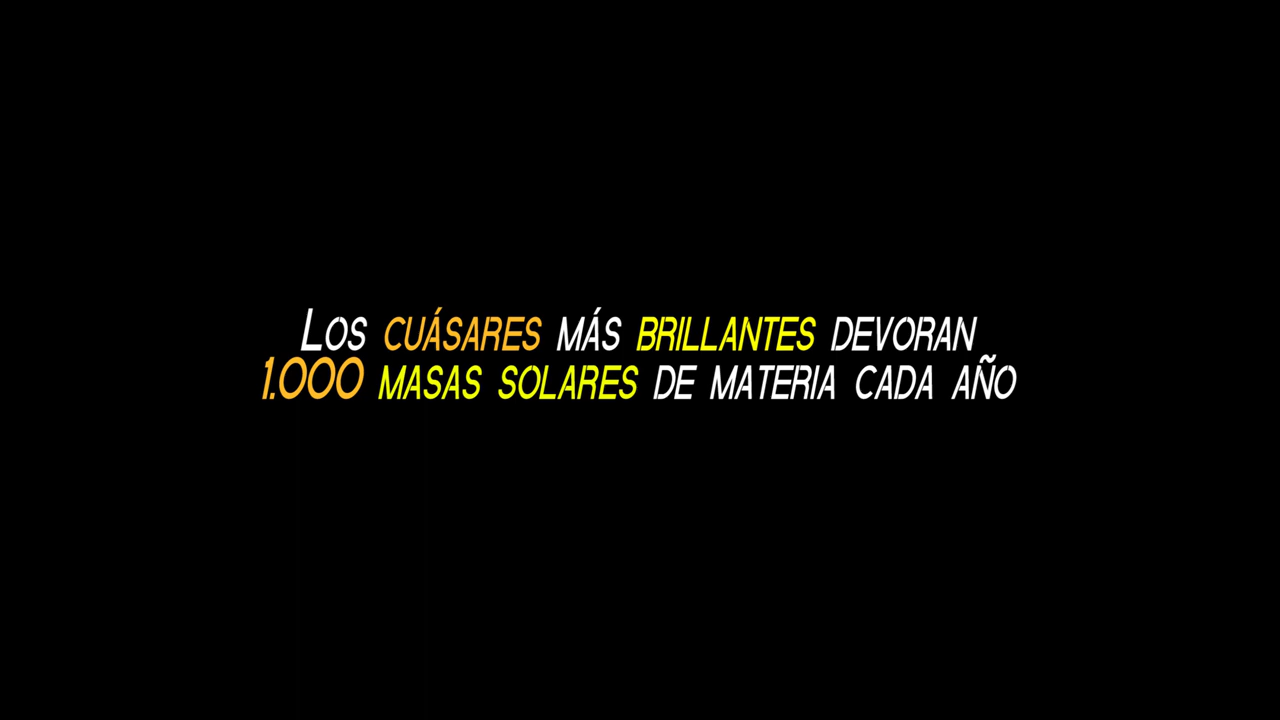 Los cuásares más brillantes devoran
1.000 masas solares de materia cada año